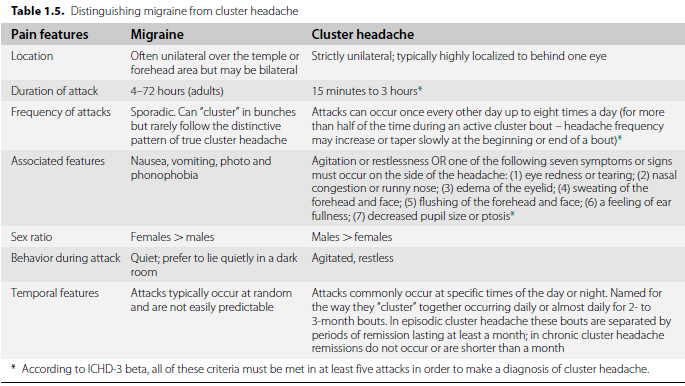 Table 1.5. Distinguishing migraine from cluster headache
Pain features Migraine Cluster headache
Location Often unilateral over the temple or Strictly unilateral; typically highly localized to behind one eye
forehead area but may be bilateral
Duration of attack 4–72 hours (adults) 15 minutes to 3 hours*
Frequency of attacks Sporadic. Can “cluster” in bunches Attacks can occur once every other day up to eight times a day (for more
but rarely follow the distinctive than half of the time during an active cluster bout – headache frequency
pattern of true cluster headache may increase or taper slowly at the beginning or end of a bout)*
Associated features Nausea, vomiting, photo and Agitation or restlessness OR one of the following seven symptoms or signs
phonophobia must occur on the side of the headache: (1) eye redness or tearing; (2) nasal
congestion or runny nose; (3) edema of the eyelid; (4) sweating of the
forehead and face; (5) flushing of the forehead and face; (6) a feeling of ear
fullness; (7) decreased pupil size or ptosis*
Sex ratio Females > males Males > females
Behavior during attack Quiet; prefer to lie quietly in a dark Agitated, restless
room
Temporal features Attacks typically occur at random Attacks commonly occur at specific times of the day or night. Named for
and are not easily predictable the way they “cluster” together occurring daily or almost daily for 2- to
3-month bouts. In episodic cluster headache these bouts are separated by
periods of remission lasting at least a month; in chronic cluster headache
remissions do not occur or are shorter than a month
* According to ICHD-3 beta, all of these criteria must be met in at least five attacks in order to make a diagnosis of cluster headache.